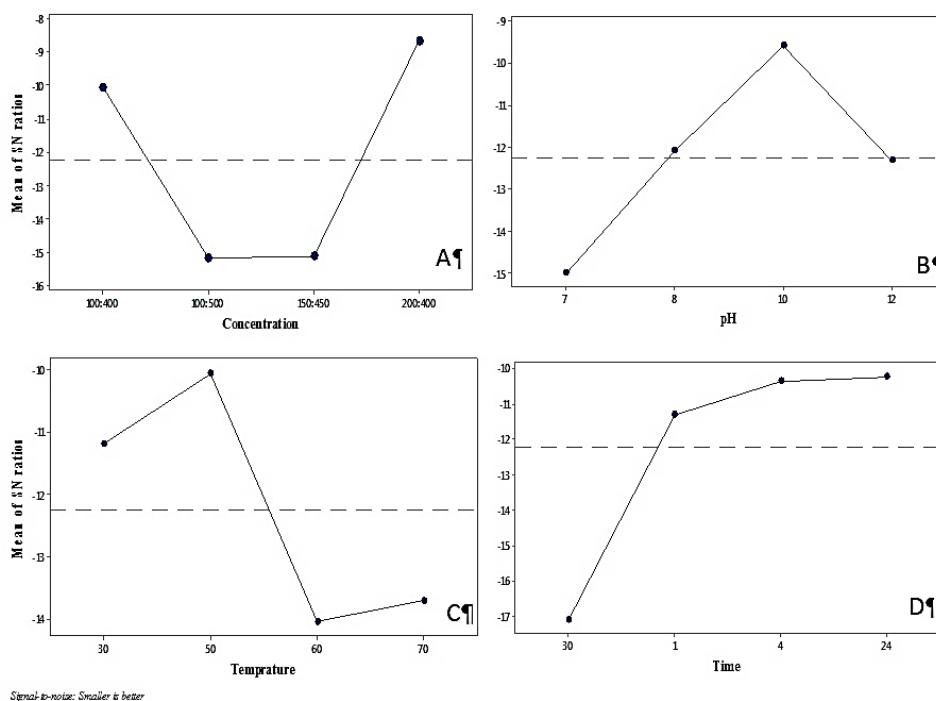 -8
-9
-10
-11
-12
-13
-14
-15
-16
Mean of SN ratios
100:400 100:500 150:450 200:400
Concentration
A¶
-9
-10
-11
-12
-13
-14
-15
7 8 10 12
pH
B¶
-10
-11
-12
-13
-14
Mean of SN ratios
30 50 60 70
Temprature
C¶
-10
-11
-12
-13
-14
-15
-16
-17
30 1 4 24
Time
D¶
Signal-to-noise: Smaller is better